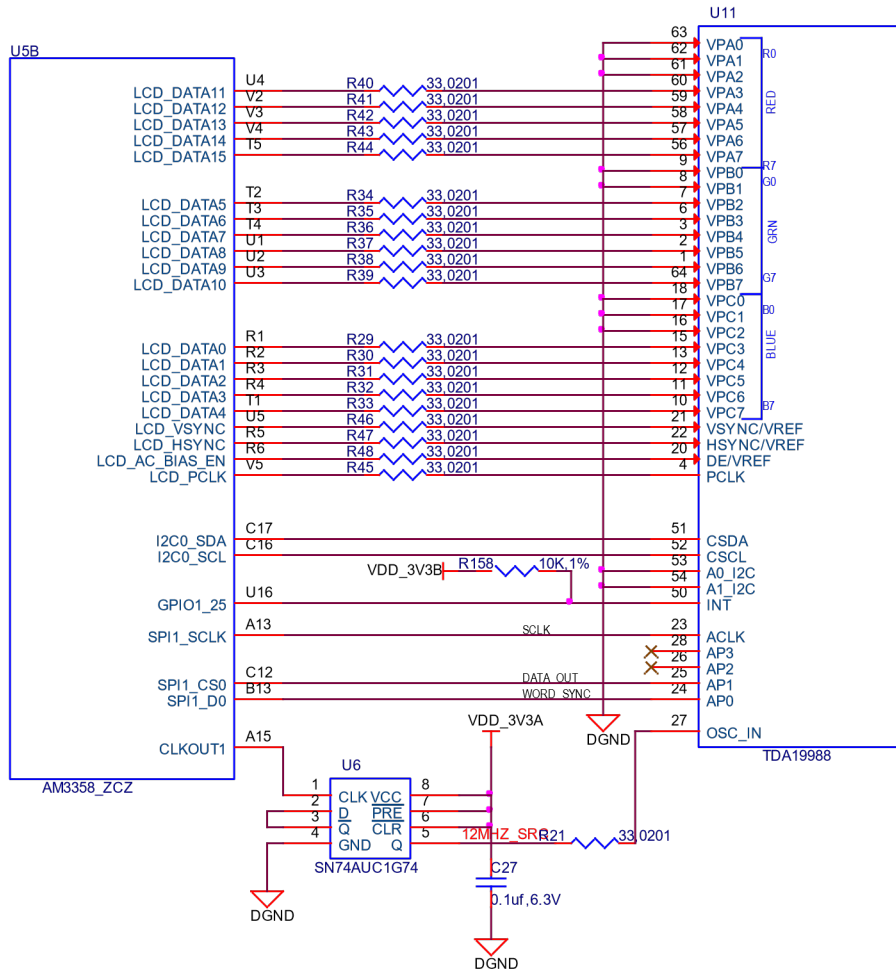 U11
U5B
63 VPA0 R0
62 VPA1
61 VPA2
LCD_DATA11 U4 R40 33,0201 60 VPA3
LCD_DATA12 V2 R41 33,0201 59 VPA4 RED
LCD_DATA13 V3 R42 33,0201 58 VPA5
LCD_DATA14 V4 R43 33,0201 57 VPA6
LCD_DATA15 T5 R44 33,0201 56 VPA7 R7
9 VPB0 G0
8 VPB1
LCD_DATA5 T2 R34 33,0201 7 VPB2
LCD_DATA6 T3 R35 33,0201 6 VPB3
LCD_DATA7 T4 R36 33,0201 3 VPB4 GRN
LCD_DATA8 U1 R37 33,0201 2 VPB5
LCD_DATA9 U2 R38 33,0201 1 VPB6
LCD_DATA10 U3 R39 33,0201 64 VPB7 G7
18 VPC0 B0
17 VPC1
16 VPC2 BLUE
LCD_DATA0 R1 R29 33,0201 15 VPC3
LCD_DATA1 R2 R30 33,0201 13 VPC4
LCD_DATA2 R3 R31 33,0201 12 VPC5
LCD_DATA3 R4 R32 33,0201 11 VPC6
LCD_DATA4 T1 R33 33,0201 10 VPC7 B7
LCD_VSYNC U5 R46 33,0201 21 VSYNC/VREF
LCD_HSYNC R5 R47 33,0201 22 HSYNC/VREF
LCD_AC_BIAS_EN R6 R48 33,0201 20 DE/VREF
LCD_PCLK V5 R45 33,0201 4 PCLK
I2C0_SDA C17 51 CSDA
I2C0_SCL C16 52 CSCL
VDD_3V3B R158 10K,1% 53 A0_I2C
54 A1_I2C
GPIO1_25 U16 50 INT
SPI1_SCLK A13 SCLK 23 ACLK
28 AP3
26 AP2
SPI1_CS0 C12 DATA OUT 25 AP1
SPI1_D0 B13 WORD SYNC 24 AP0
VDD_3V3A 27 OSC_IN
DGND
CLKOUT1 A15 TDA19988
U6
AM3358_ZCZ
1 CLK VCC 8
2 D PRE 7
3 Q CLR 6
4 GND Q 5
12MHZ_SRC R21 33,0201
SN74AUC1G74 C27
0.1uf,6.3V
DGND
DGND